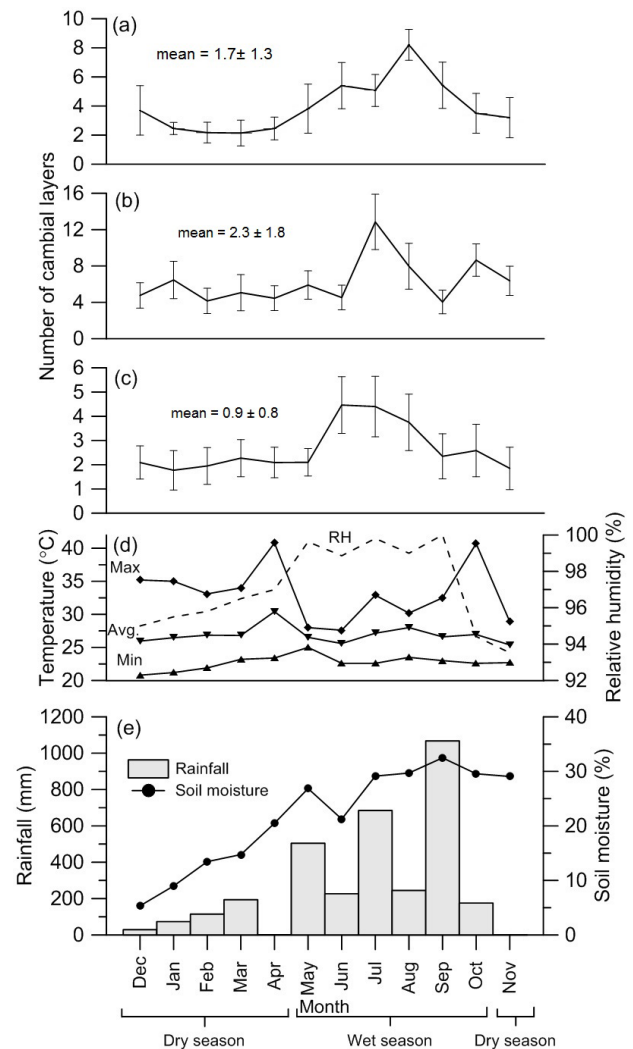 (a)
mean = 1.7± 1.3
10
8
6
4
2
0
Number of cambial layers
(b)
mean = 2.3 ± 1.8
16
12
8
4
0
(c)
mean = 0.9 ± 0.8
6
5
4
3
2
1
0
(d)
RH
Max
Avg.
Min
Temperature (°C)
40
35
30
25
20
Relative humidity (%)
100
98
96
94
92
(e)
Rainfall
Soil moisture
Rainfall (mm)
1200
1000
800
600
400
200
0
Soil moisture (%)
40
30
20
10
0
Dec Jan Feb Mar Apr May Jun Jul Aug Sep Oct Nov
Month
Dry season Wet season Dry season